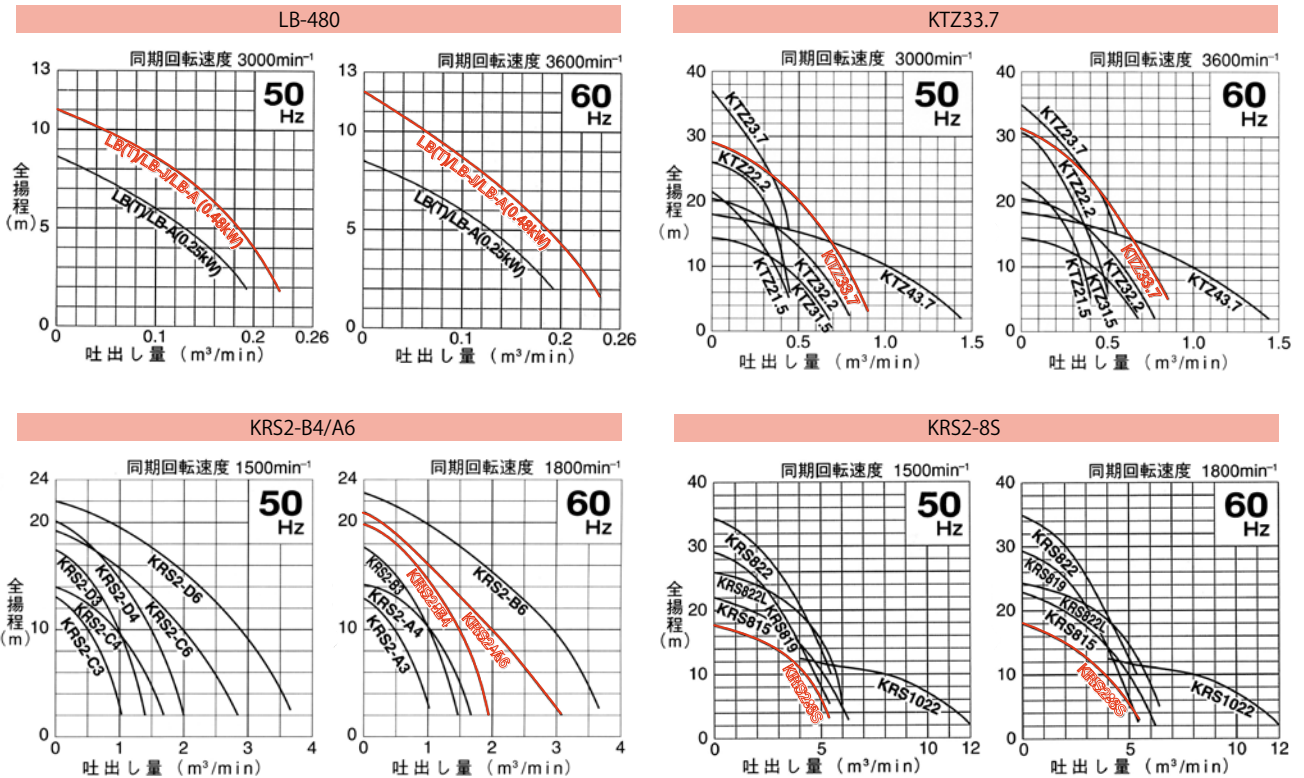 LB-480
同期回転速度 3000min⁻¹
50
Hz
13
10
5
0
全揚程
(m)
LB(T)/LB-J/LB-A (0.48kW)
LB(T)/LB-A(0.25kW)
0 0.1 0.2 0.26
吐出し量 (m³/min)
同期回転速度 3600min⁻¹
60
Hz
13
10
5
0
LB(T)/LB-J/LB-A(0.48kW)
LB(T)/LB-A(0.25kW)
0 0.1 0.2 0.26
吐出し量 (m³/min)
KTZ33.7
同期回転速度 3000min⁻¹
50
Hz
40
30
20
10
0
全揚程
(m)
KTZ23.7
KTZ22.2
KTZ21.5
KTZ32.2
KTZ31.5
KTZ33.7
KTZ43.7
0 0.5 1.0 1.5
吐出し量 (m³/min)
同期回転速度 3600min⁻¹
60
Hz
40
30
20
10
0
KTZ23.7
KTZ22.2
KTZ21.5
KTZ31.5
KTZ32.2
KTZ33.7
KTZ43.7
0 0.5 1.0 1.5
吐出し量 (m³/min)
KRS2-B4/A6
同期回転速度 1500min⁻¹
50
Hz
24
20
10
0
全揚程
(m)
KRS2-D6
KRS2-D4
KRS2-D3
KRS2-C6
KRS2-C4
KRS2-C3
0 1 2 3 4
吐出し量 (m³/min)
同期回転速度 1800min⁻¹
60
Hz
24
20
10
0
KRS2-B6
KRS2-B4
KRS2-B3
KRS2-A6
KRS2-A4
KRS2-A3
0 1 2 3 4
吐出し量 (m³/min)
KRS2-8S
同期回転速度 1500min⁻¹
50
Hz
40
30
20
10
0
全揚程
(m)
KRS822
KRS822L
KRS819
KRS815
KRS2-8S
KRS1022
0 5 10 12
吐出し量 (m³/min)
同期回転速度 1800min⁻¹
60
Hz
40
30
20
10
0
KRS822
KRS819
KRS822L
KRS815
KRS2-8S
KRS1022
0 5 10 12
吐出し量 (m³/min)